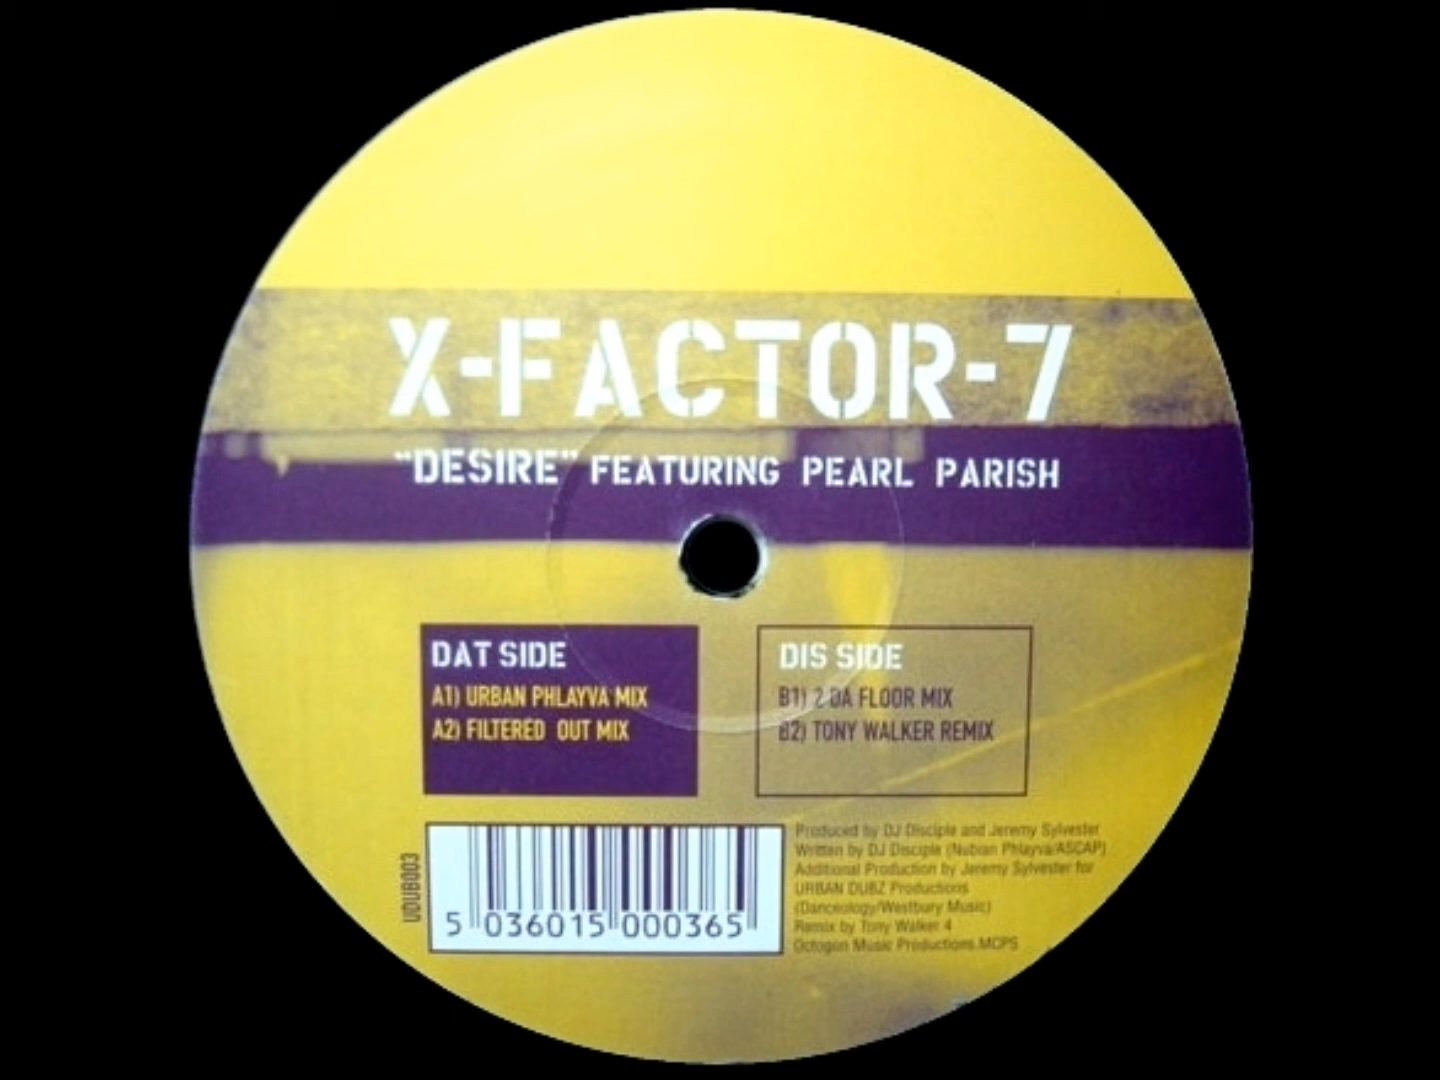 X-FACTOR-7
"DESIRE" FEATURING PEARL PARISH
DAT SIDE
A1) URBAN PHLAYVA MIX
A2) FILTERED OUT MIX
DIS SIDE
B1) 2 DA FLOOR MIX
B2) TONY WALKER REMIX
UDUB003
5 036015 000365
Produced by DJ Disciple and Jeremy Sylvester
Written by DJ Disciple (Nubian Phlayva/ASCAP)
Additional Production by Jeremy Sylvester for
URBAN DUBZ Productions
(Danceology/Westbury Music)
Remix by Tony Walker 4
Octogon Music Productions.MCPS